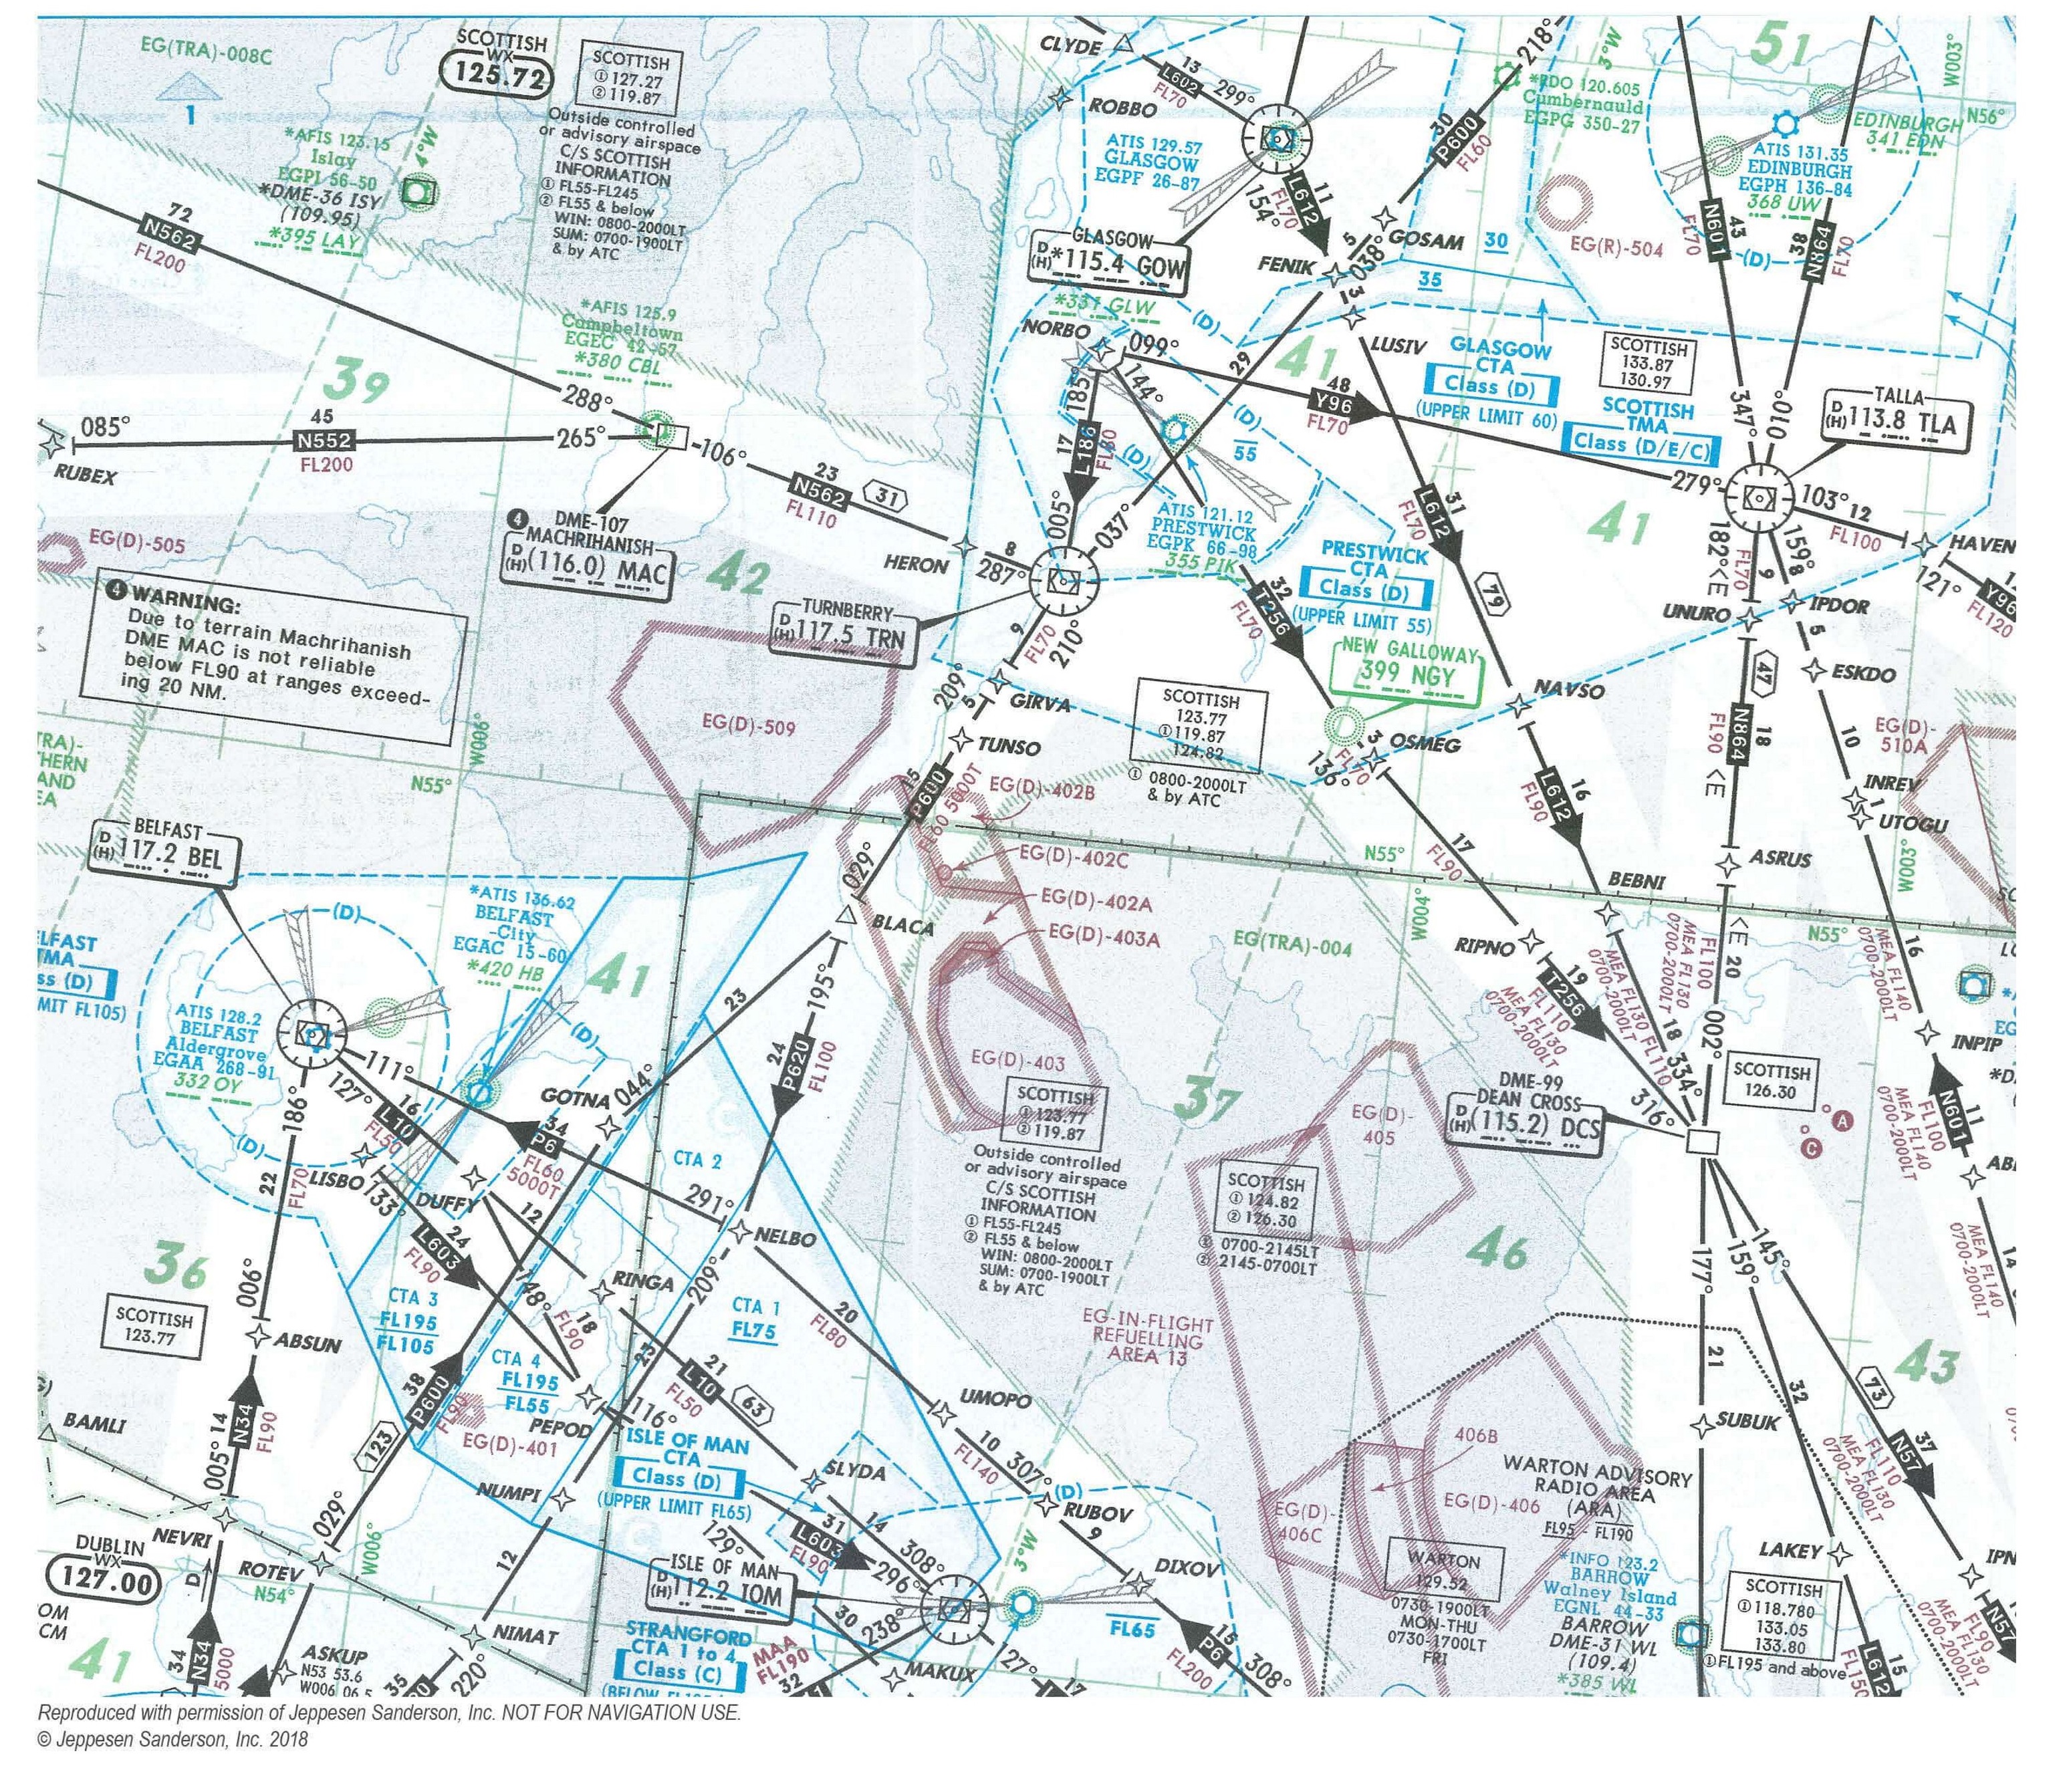 EG(TRA)-008C
1
SCOTTISH
WX
125.72
SCOTTISH
① 127.27
② 119.87
Outside controlled
or advisory airspace
C/S SCOTTISH
INFORMATION
① FL55-FL245
② FL55 & below
WIN: 0800-2000LT
SUM: 0700-1900LT
& by ATC
*AFIS 123.15
Islay
EGPI 56-50
*DME-36 ISY
(109.95)
*395 LAY
4°W
72
N562
FL200
*AFIS 125.9
Campbeltown
EGEC 42-57
*380 CBL
39
288°
085°
45
N552
FL200
265°
RUBEX
106°
23
N562
FL110
31
HERON
8
287°
EG(D)-505
4 DME-107
MACHRIHANISH
D
(H)
(116.0) MAC
42
4 WARNING:
Due to terrain Machrihanish
DME MAC is not reliable
below FL90 at ranges exceed-
ing 20 NM.
CLYDE
13
L602
FL70
299°
ROBBO
ATIS 129.57
GLASGOW
EGPF 26-87
GLASGOW
D
(H)
*115.4 GOW
*331 GLW
154°
11
L612
FL70
FENIK
5
038°
GOSAM
30
P600
FL60
218°
3°W
*RDO 120.605
Cumbernauld
EGPG 350-27
51
W003°
N56°
EDINBURGH
341 EDN
ATIS 131.35
EDINBURGH
EGPH 136-84
368 UW
EG(R)-504
N601
43
FL70
38
N864
FL70
(D)
30
35
13
LUSIV
41
GLASGOW
CTA
Class (D)
(UPPER LIMIT 60)
SCOTTISH
133.87
130.97
SCOTTISH
TMA
Class (D/E/C)
NORBO
099°
144°
185°
17
L186
FL80
005°
29
037°
48
Y96
FL70
279°
(D)
(D)
(D)
55
ATIS 121.12
PRESTWICK
EGPK 66-98
355 PIK
PRESTWICK
CTA
Class (D)
(UPPER LIMIT 55)
347°
010°
TALLA
D
(H)
113.8 TLA
103°
12
FL100
HAVEN
121°
Y96
FL120
182°
<E
FL70
9
159°
8
UNURO
IPDOR
5
ESKDO
41
31
L612
FL70
79
TURNBERRY
D
(H)
117.5 TRN
9
FL70
210°
209°
5
GIRVA
TUNSO
32
T256
FL70
NEW GALLOWAY
399 NGY
NAVSO
3
OSMEG
FL70
136°
SCOTTISH
123.77
①119.87
124.82
① 0800-2000LT
& by ATC
EG(D)-509
W006°
N55°
15
P600
FL60 5000T
EG(D)-402B
EG(D)-402C
EG(D)-402A
EG(D)-403A
029°
BLACA
195°
47
N864
18
FL90 <E
16
L612
FL90
17
FL90
N55°
W004°
BEBNI
ASRUS
10
EG(D)-
510A
INREV
1
UTOGU
W003°
BELFAST
D
(H)
117.2 BEL
(D)
*ATIS 136.62
BELFAST
-City
EGAC 15-60
*420 HB
41
ATIS 128.2
BELFAST
Aldergrove
EGAA 268-91
332 OY
MIT FL105)
111°
127°
16
L10
FL50
186°
22
FL70
(D)
(D)
23
24
P620
FL100
GOTNA
044°
34
P6
FL60
5000T
CTA 2
291°
NELBO
LISBO
133°
DUFFY
12
24
L603
FL90
RINGA
148°
FL90
18
209°
CTA 1
FL75
20
FL80
EG(TRA)-004
RIPNO
19
T256
FL110
MEA FL130
0700-2000LT
MEA FL130
0700-2000LT
18
FL110
334°
FL100
MEA FL130
0700-2000LT
<E
20
002°
N55°
16
MEA FL140
0700-2000LT
INPIP
11
N601
FL100
MEA FL140
0700-2000LT
EG(D)-403
37
SCOTTISH
①123.77
② 119.87
Outside controlled
or advisory airspace
C/S SCOTTISH
INFORMATION
① FL55-FL245
② FL55 & below
WIN: 0800-2000LT
SUM: 0700-1900LT
& by ATC
EG(D)-
405
DME-99
DEAN CROSS
D
(H)
(115.2) DCS
316°
SCOTTISH
126.30
A
C
SCOTTISH
① 124.82
② 126.30
① 0700-2145LT
② 2145-0700LT
46
EG-IN-FLIGHT
REFUELLING
AREA 13
177°
159°
145°
MEA FL140
0700-2000LT
14
36
SCOTTISH
123.77
006°
ABSUN
CTA 3
FL195
FL105
CTA 4
FL195
FL55
38
P600
FL90
EG(D)-401
PEPOD
23
116°
21
L10
FL50
63
UMOPO
10
FL140
307°
21
SUBUK
32
73
37
N57
43
FL110
MEA FL130
0700-2000LT
BAMLI
14
N34
FL90
005°
123
029°
NEVRI
ROTEV
W006°
N54°
NUMPI
12
ISLE OF MAN
CTA
Class (D)
(UPPER LIMIT FL65)
SLYDA
14
308°
31
L603
FL90
296°
129°
(D)
3°W
RUBOV
9
DIXOV
406B
EG(D)-
406C
EG(D)-406
WARTON ADVISORY
RADIO AREA
(ARA)
FL95 - FL190
*INFO 123.2
BARROW
Walney Island
EGNL 44-33
BARROW
DME-31 WL
(109.4)
*385 WL
WARTON
129.52
0730-1900LT
MON-THU
0730-1700LT
FRI
LAKEY
SCOTTISH
①118.780
133.05
133.80
①FL195 and above
15
L612
FL150
FL90
MEA FL130
0700-2000LT
N57
DUBLIN
WX
127.00
D
34
N34
5000
41
ASKUP
N53 53.6
W006 06.5
NIMAT
220°
35
ISLE OF MAN
D
(H)
112.2 IOM
STRANGFORD
CTA 1 to 4
Class (C)
MAA
FL190
30
238°
32
MAKUX
127°
17
FL65
15
P6
FL200
308°
Reproduced with permission of Jeppesen Sanderson, Inc. NOT FOR NAVIGATION USE.
© Jeppesen Sanderson, Inc. 2018